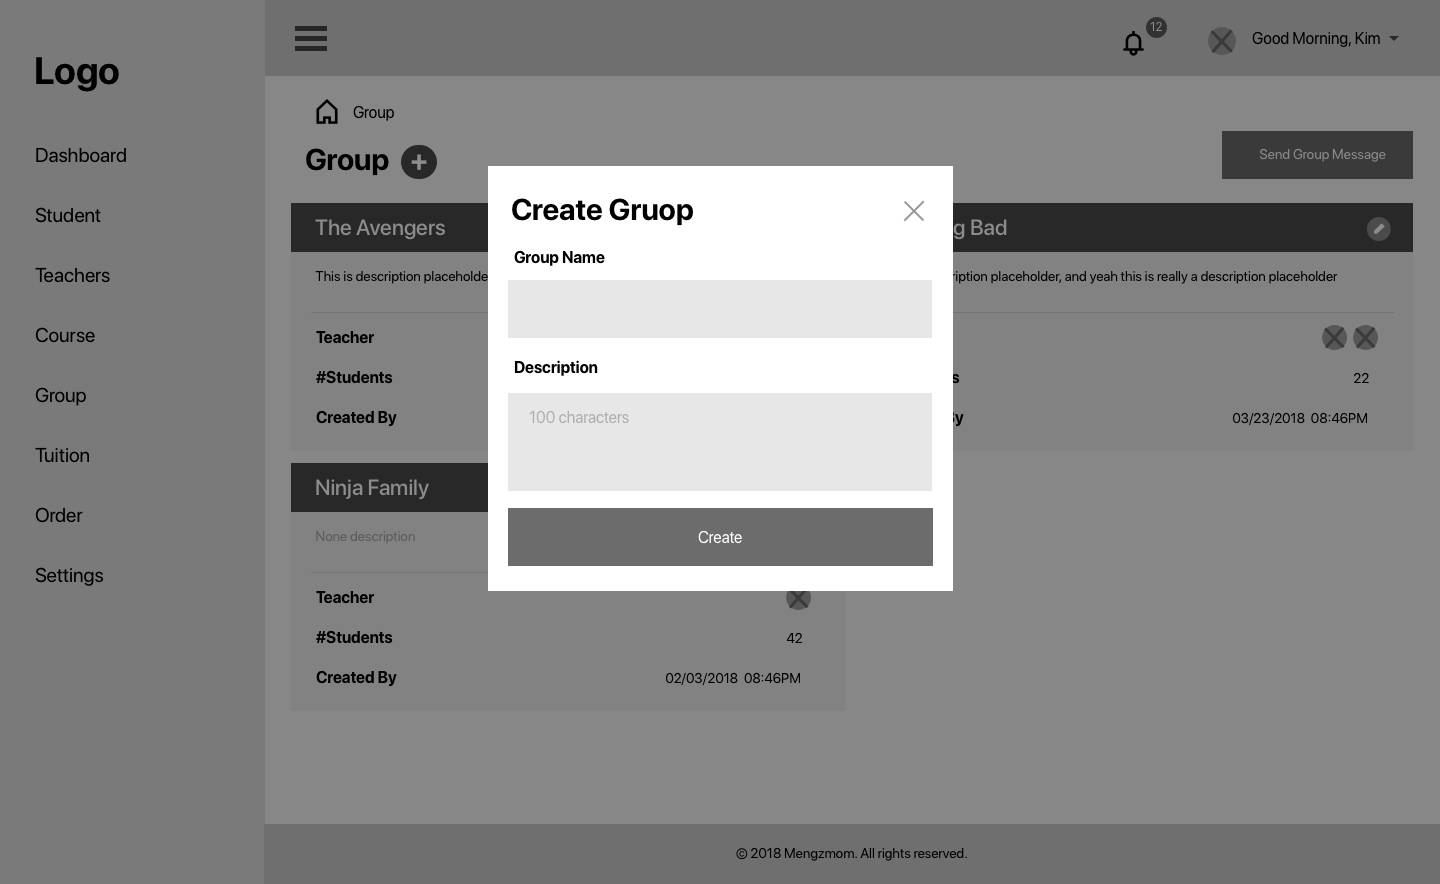 Logo
Dashboard
Student
Teachers
Course
Group
Tuition
Order
Settings
12
Good Morning, Kim
Group
Group
Send Group Message
The Avengers
g Bad
This is description placeholde
ription placeholder, and yeah this is really a description placeholder
Teacher
#Students
s
22
Created By
By
03/23/2018 08:46PM
Create Gruop
Group Name
Description
100 characters
Create
Ninja Family
None description
Teacher
#Students
42
Created By
02/03/2018 08:46PM
© 2018 Mengzmom. All rights reserved.